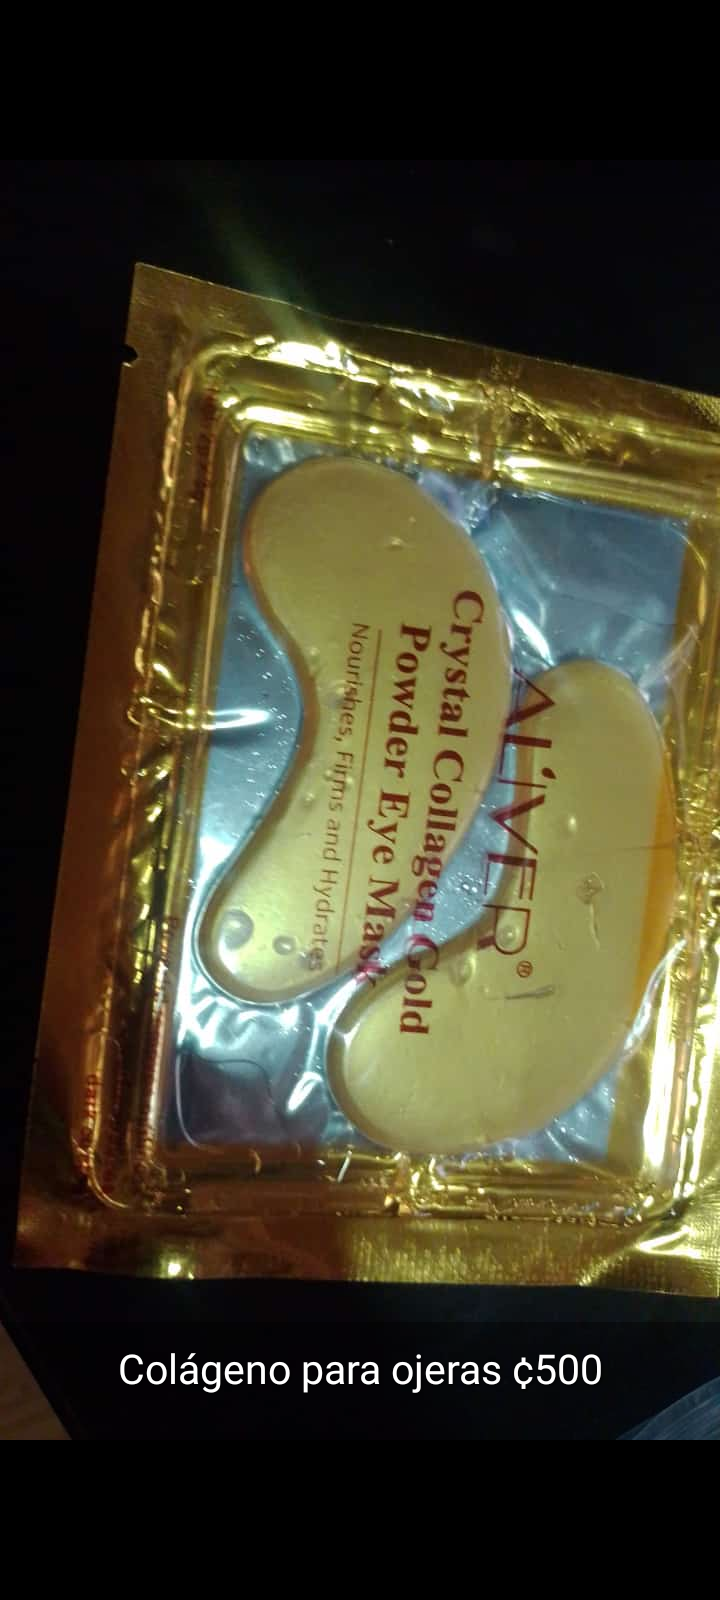 ALiVER®
Crystal Collagen Gold
Powder Eye Mask
Nourishes, Firms and Hydrates
Colágeno para ojeras ₡500